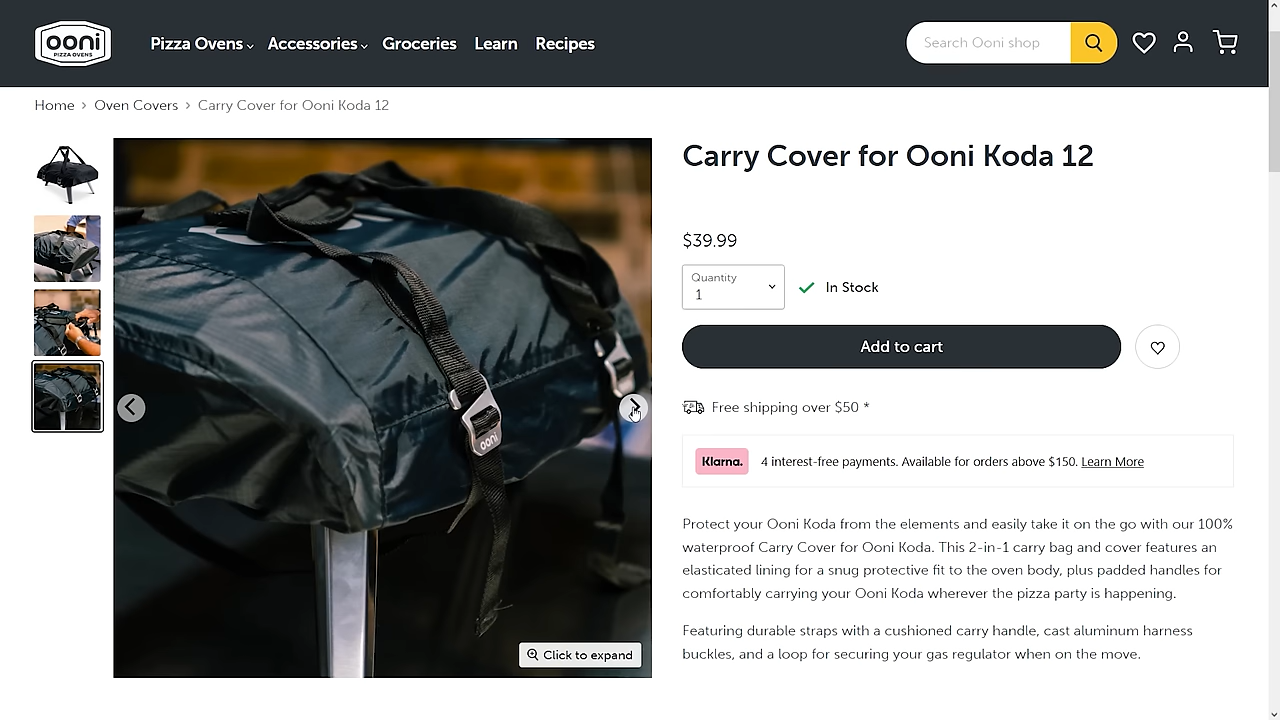 ooni
PIZZA OVENS
Pizza Ovens
Accessories
Groceries
Learn
Recipes
Search Ooni shop
Home > Oven Covers > Carry Cover for Ooni Koda 12
Carry Cover for Ooni Koda 12
$39.99
Quantity
1
In Stock
Add to cart
Free shipping over $50 *
Klarna.
4 interest-free payments. Available for orders above $150. Learn More
Protect your Ooni Koda from the elements and easily take it on the go with our 100%
waterproof Carry Cover for Ooni Koda. This 2-in-1 carry bag and cover features an
elasticated lining for a snug protective fit to the oven body, plus padded handles for
comfortably carrying your Ooni Koda wherever the pizza party is happening.
Featuring durable straps with a cushioned carry handle, cast aluminum harness
buckles, and a loop for securing your gas regulator when on the move.
ooni
Click to expand